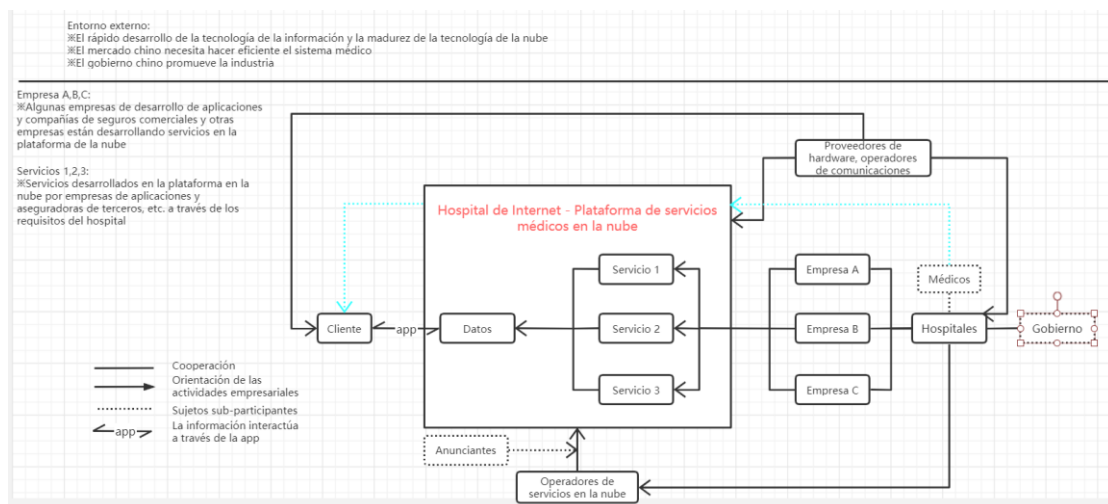 Entorno externo:
※El rápido desarrollo de la tecnología de la información y la madurez de la tecnología de la nube
※El mercado chino necesita hacer eficiente el sistema médico
※El gobierno chino promueve la industria
Empresa A,B,C:
※Algunas empresas de desarrollo de aplicaciones
y compañías de seguros comerciales y otras
empresas están desarrollando servicios en la
plataforma de la nube
Servicios 1,2,3:
※Servicios desarrollados en la plataforma en la
nube por empresas de aplicaciones y
aseguradoras de terceros, etc. a través de los
requisitos del hospital
Proveedores de
hardware, operadores
de comunicaciones
Hospital de Internet - Plataforma de servicios
médicos en la nube
Servicio 1
Empresa A
Médicos
Cliente
app
Datos
Servicio 2
Empresa B
Hospitales
Gobierno
Servicio 3
Empresa C
Cooperación
Orientación de las
actividades empresariales
Sujetos sub-participantes
app
La información interactúa
a través de la app
Anunciantes
Operadores de
servicios en la nube